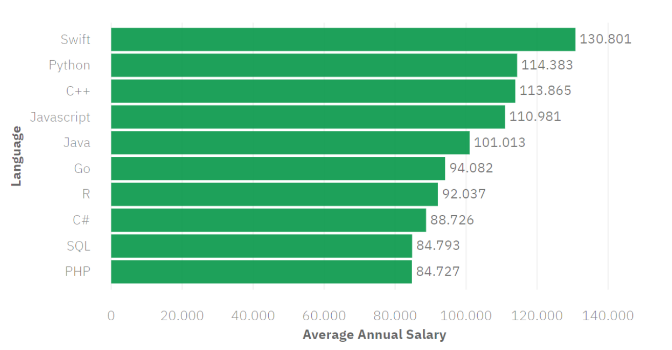 Swift 130.801
Python 114.383
C++ 113.865
Javascript 110.981
Java 101.013
Go 94.082
R 92.037
C# 88.726
SQL 84.793
PHP 84.727
Language
0 20.000 40.000 60.000 80.000 100.000 120.000 140.000
Average Annual Salary